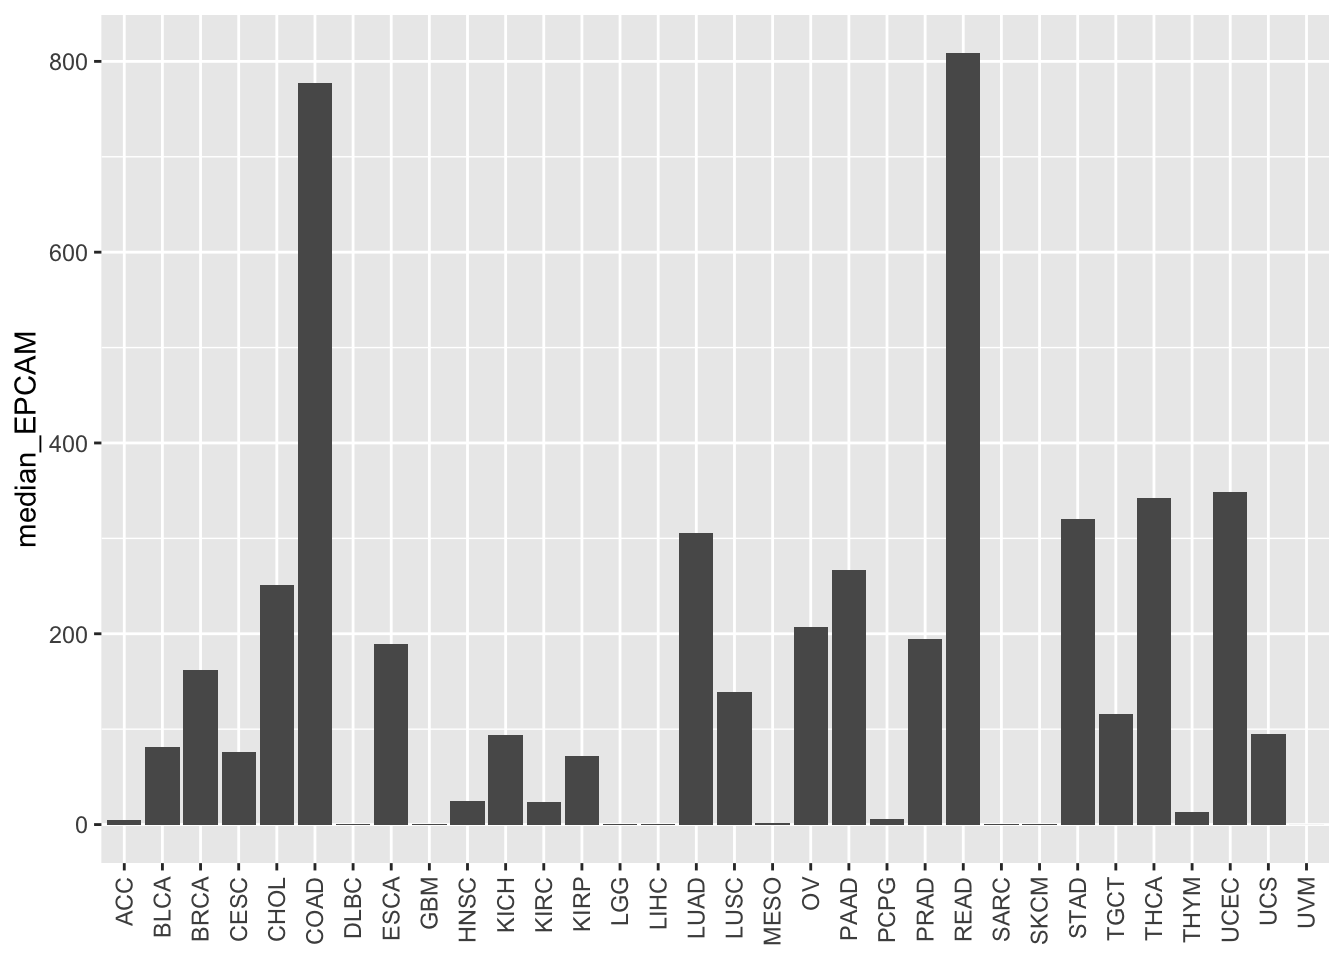 median_EPCAM
800
600
400
200
0
ACC BLCA BRCA CESC CHOL COAD DLBC ESCA GBM HNSC KICH KIRC KIRP LGG LIHC LUAD LUSC MESO OV PAAD PCPG PRAD READ SARC SKCM STAD TGCT THCA THYM UCEC UCS UVM